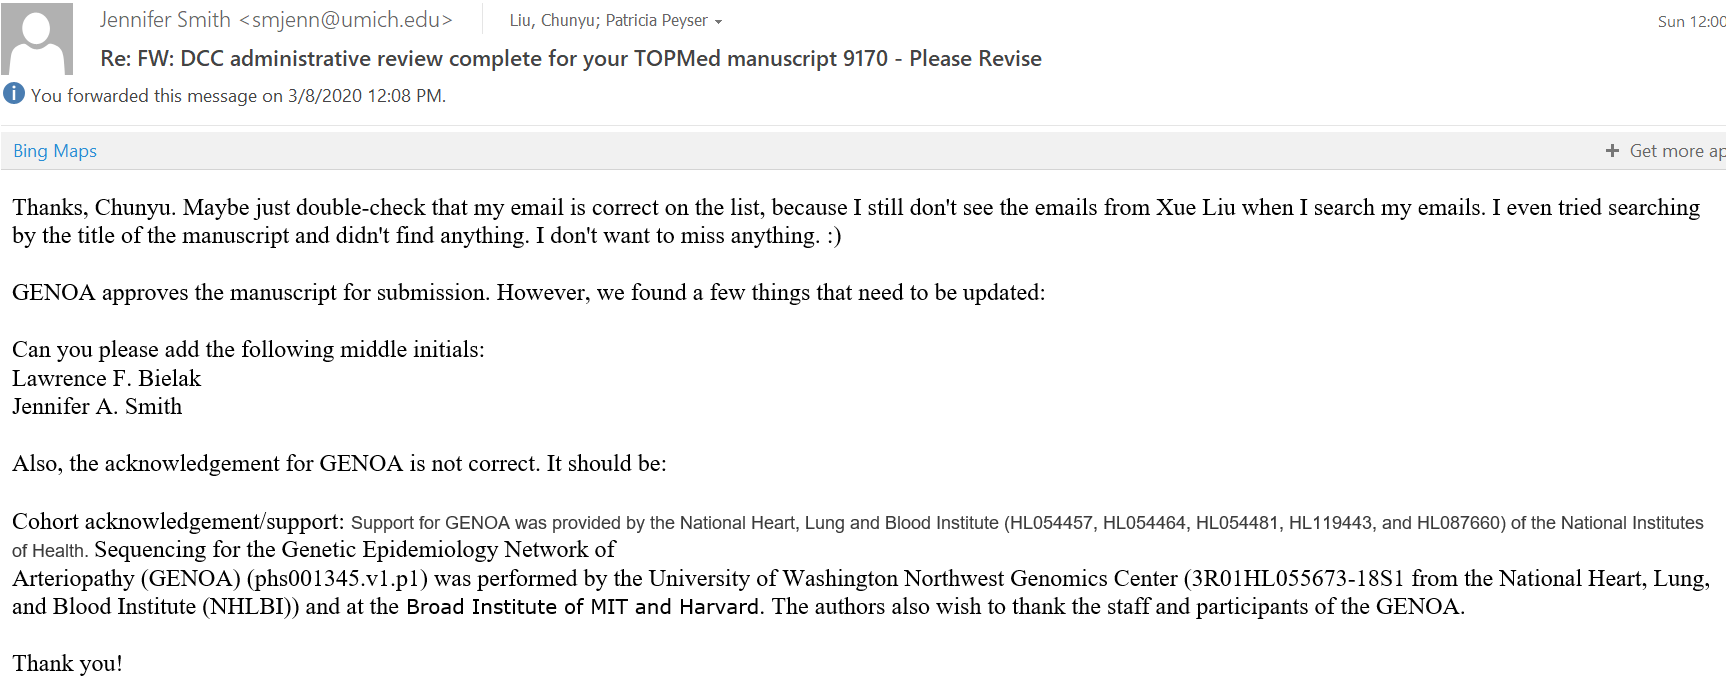 Jennifer Smith <smjenn@umich.edu> Liu, Chunyu; Patricia Peyser Sun 12:00
Re: FW: DCC administrative review complete for your TOPMed manuscript 9170 - Please Revise
You forwarded this message on 3/8/2020 12:08 PM.
Bing Maps + Get more ap
Thanks, Chunyu. Maybe just double-check that my email is correct on the list, because I still don't see the emails from Xue Liu when I search my emails. I even tried searching
by the title of the manuscript and didn't find anything. I don't want to miss anything. :)
GENOA approves the manuscript for submission. However, we found a few things that need to be updated:
Can you please add the following middle initials:
Lawrence F. Bielak
Jennifer A. Smith
Also, the acknowledgement for GENOA is not correct. It should be:
Cohort acknowledgement/support: Support for GENOA was provided by the National Heart, Lung and Blood Institute (HL054457, HL054464, HL054481, HL119443, and HL087660) of the National Institutes
of Health. Sequencing for the Genetic Epidemiology Network of
Arteriopathy (GENOA) (phs001345.v1.p1) was performed by the University of Washington Northwest Genomics Center (3R01HL055673-18S1 from the National Heart, Lung,
and Blood Institute (NHLBI)) and at the Broad Institute of MIT and Harvard. The authors also wish to thank the staff and participants of the GENOA.
Thank you!